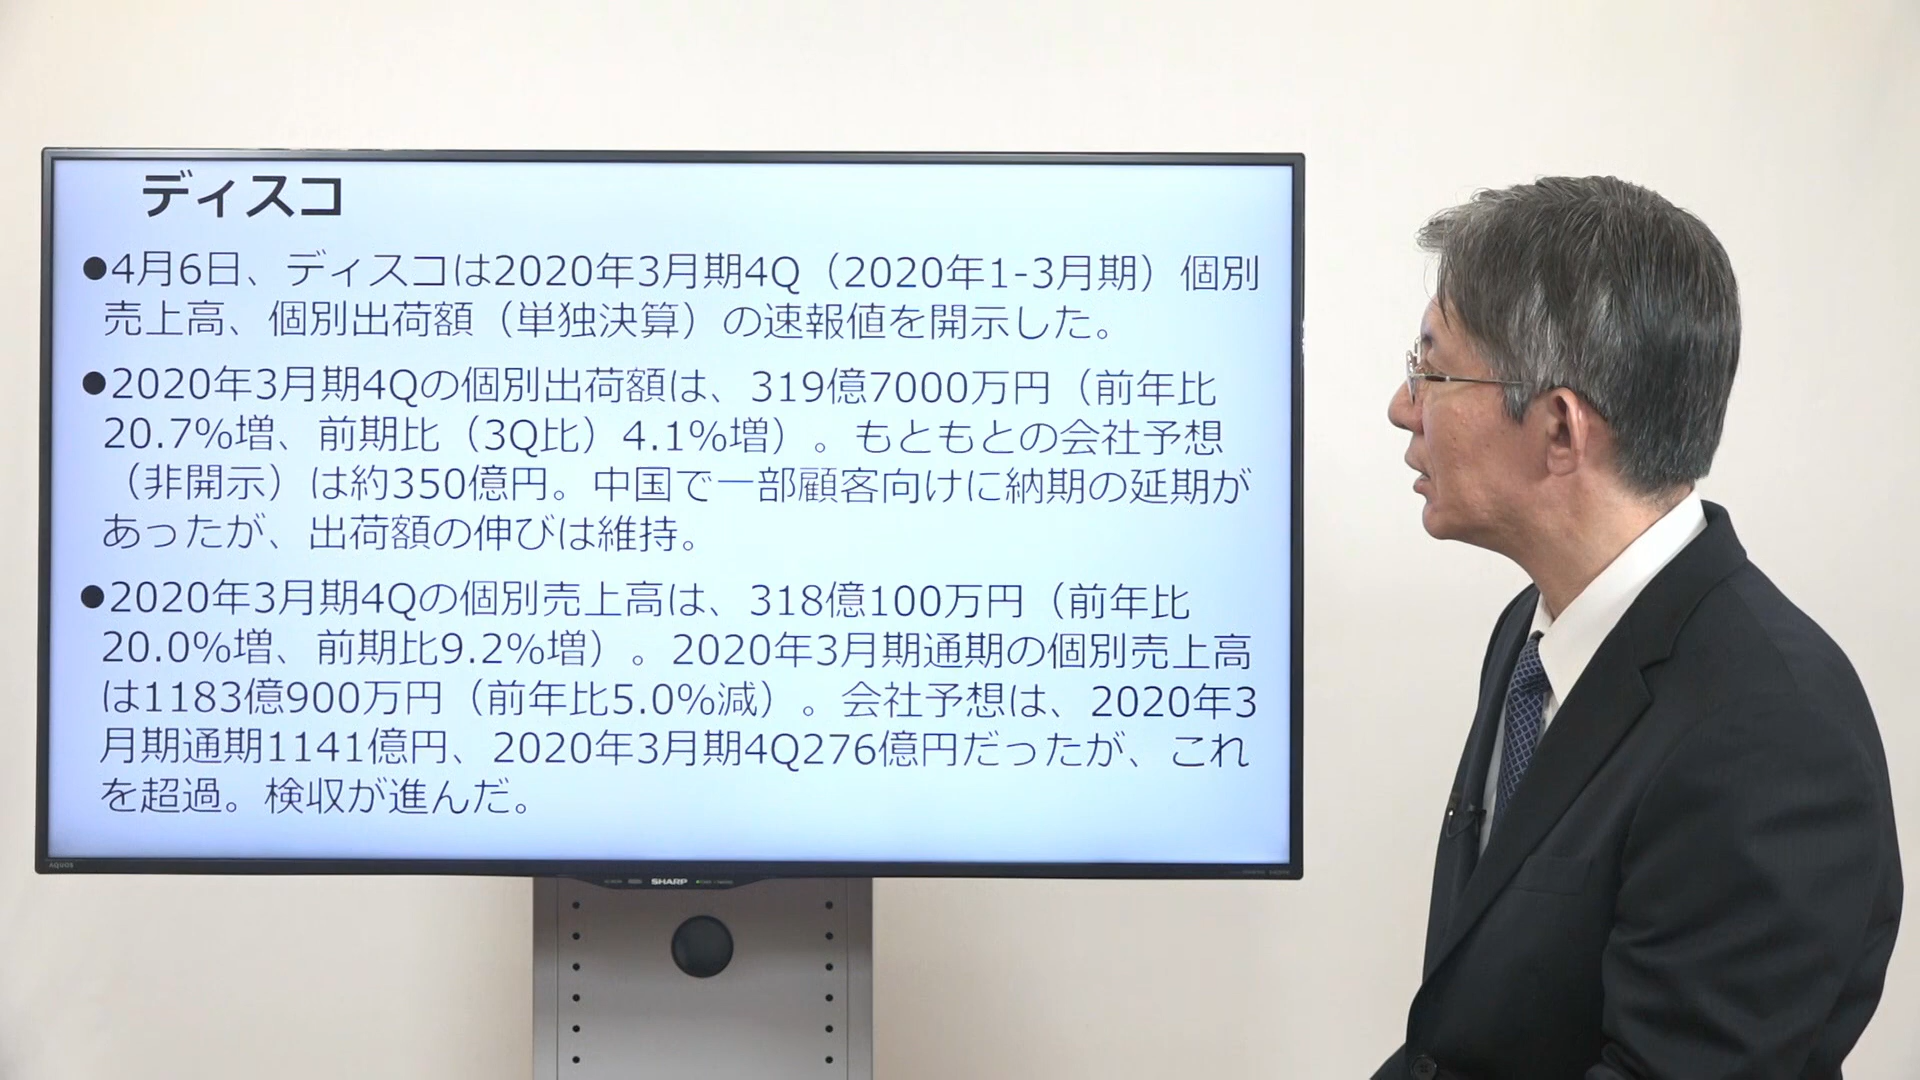 ディスコ
●4月6日、ディスコは2020年3月期4Q（2020年1-3月期）個別
売上高、個別出荷額（単独決算）の速報値を開示した。
●2020年3月期4Qの個別出荷額は、319億7000万円（前年比
20.7%増、前期比（3Q比）4.1%増）。もともとの会社予想
（非開示）は約350億円。中国で一部顧客向けに納期の延期が
あったが、出荷額の伸びは維持。
●2020年3月期4Qの個別売上高は、318億100万円（前年比
20.0%増、前期比9.2%増）。2020年3月期通期の個別売上高
は1183億900万円（前年比5.0%減）。会社予想は、2020年3
月期通期1141億円、2020年3月期4Q276億円だったが、これ
を超過。検収が進んだ。
AQUOS
SHARP